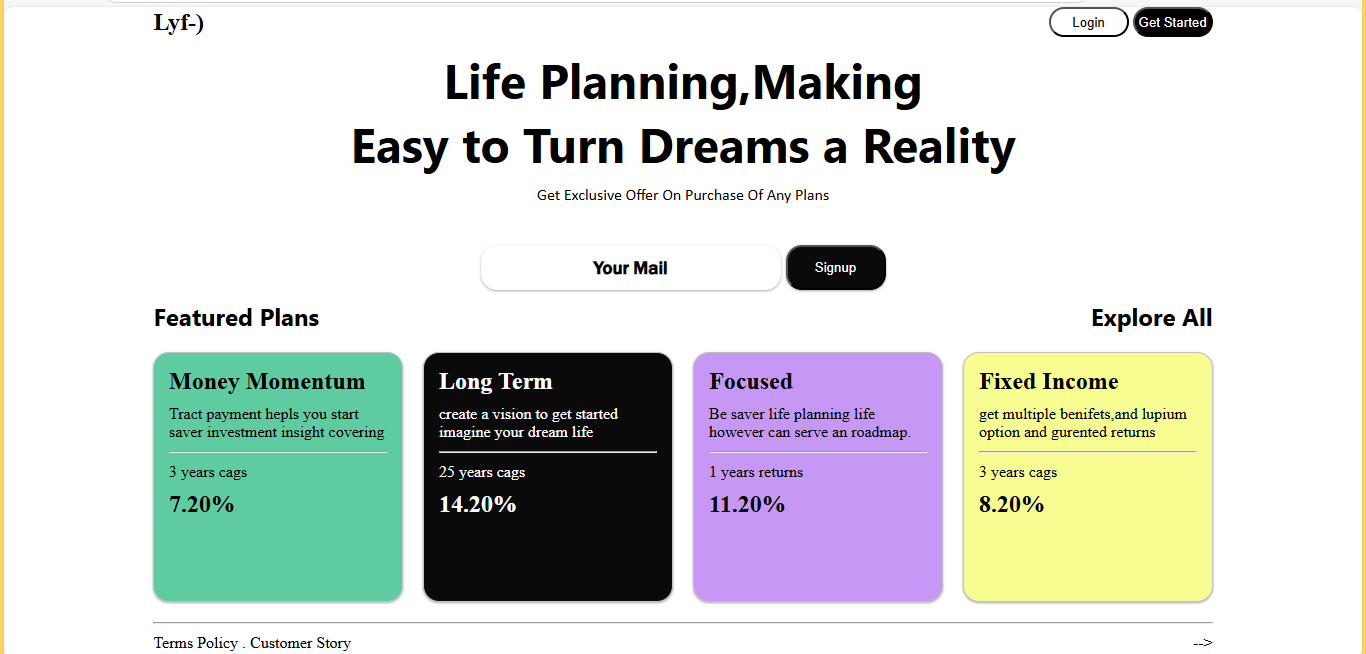 Lyf-)
Login
Get Started
Life Planning,Making
Easy to Turn Dreams a Reality
Get Exclusive Offer On Purchase Of Any Plans
Your Mail
Signup
Featured Plans
Explore All
Money Momentum
Tract payment hepls you start
saver investment insight covering
3 years cags
7.20%
Long Term
create a vision to get started
imagine your dream life
25 years cags
14.20%
Focused
Be saver life planning life
however can serve an roadmap.
1 years returns
11.20%
Fixed Income
get multiple benifets,and lupium
option and gurented returns
3 years cags
8.20%
Terms Policy . Customer Story
-->